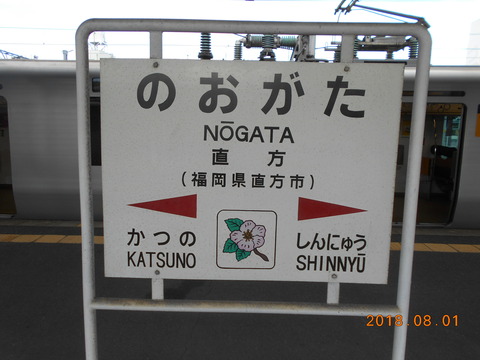 のおがた
NŌGATA
直方
(福岡県直方市)
かつの
KATSUNO
しんにゅう
SHINNYŪ
2018.08.01